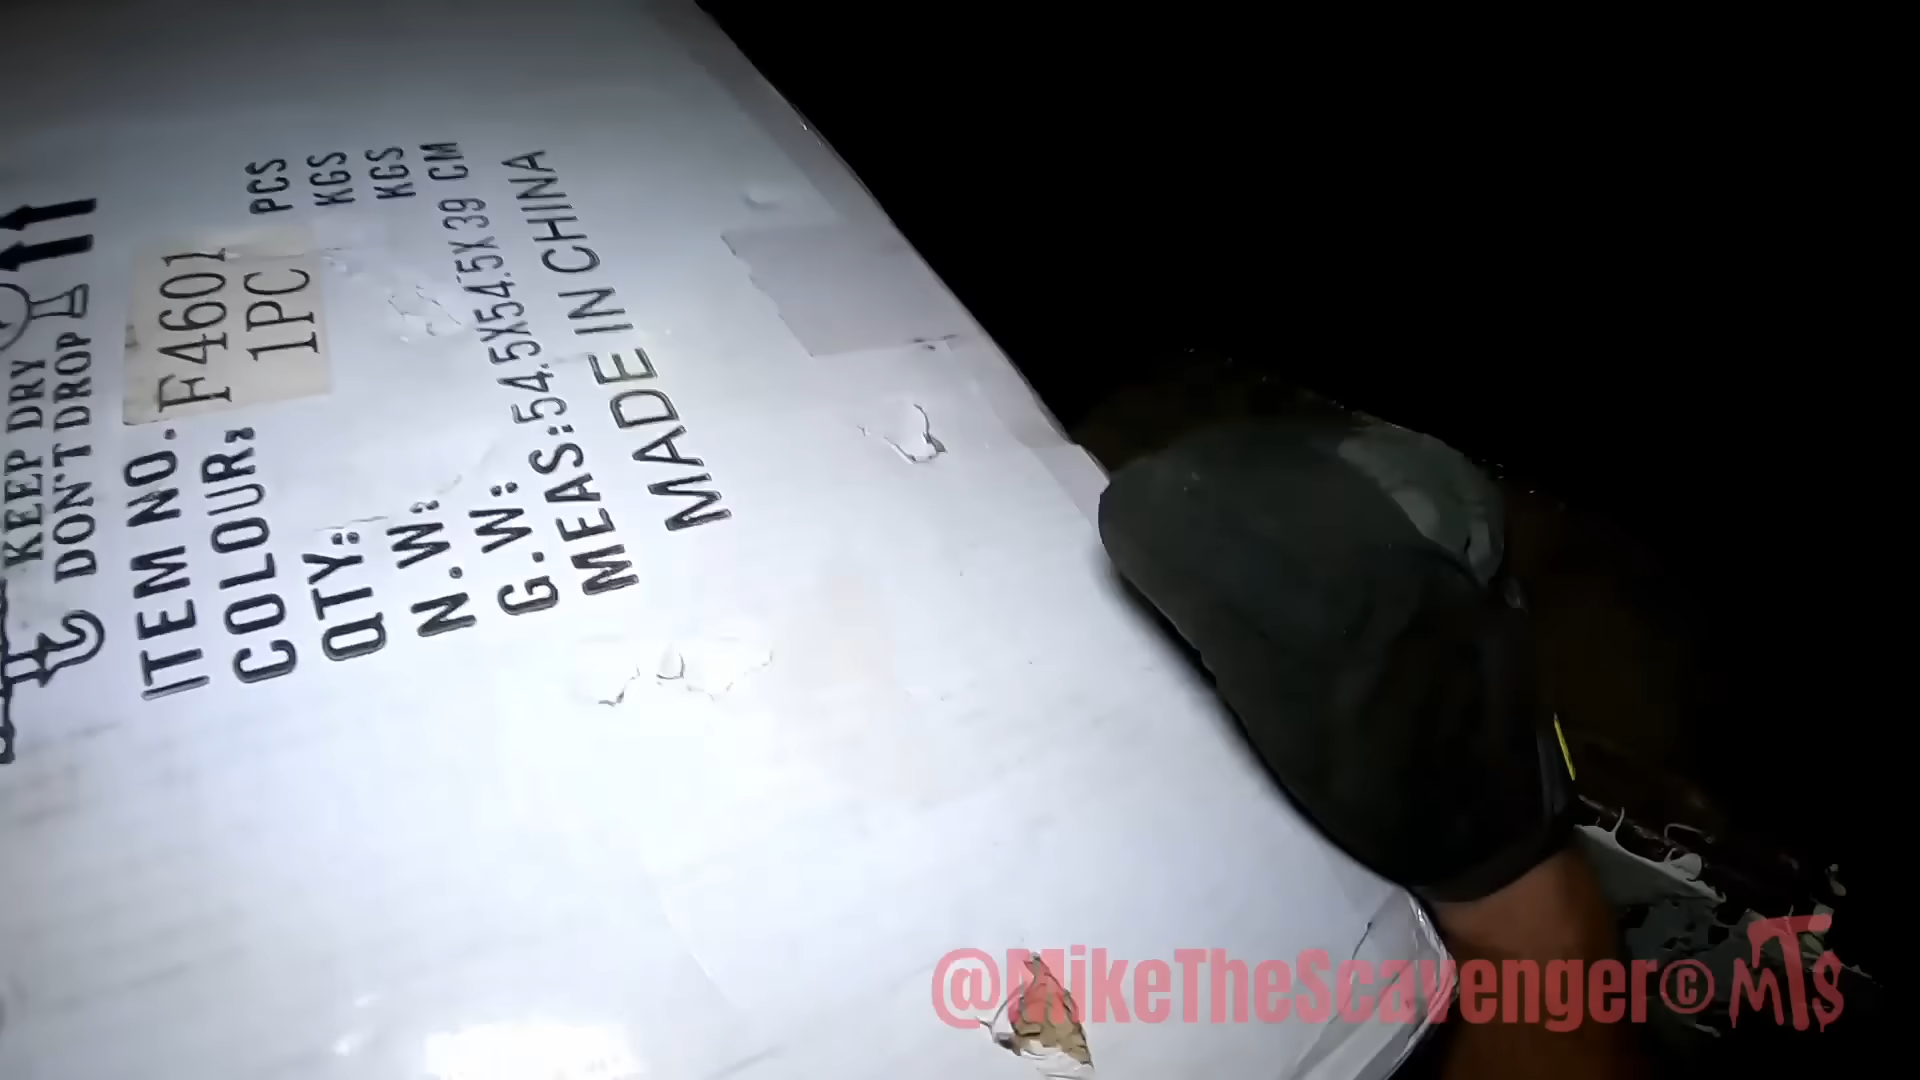 KEEP DRY
DON'T DROP
ITEM NO. F4601
COLOUR: 1PC
QTY: PCS
N.W: KGS
G.W: KGS
MEAS:54.5X54.5X39 CM
MADE IN CHINA
@MikeTheScavenger© MTS